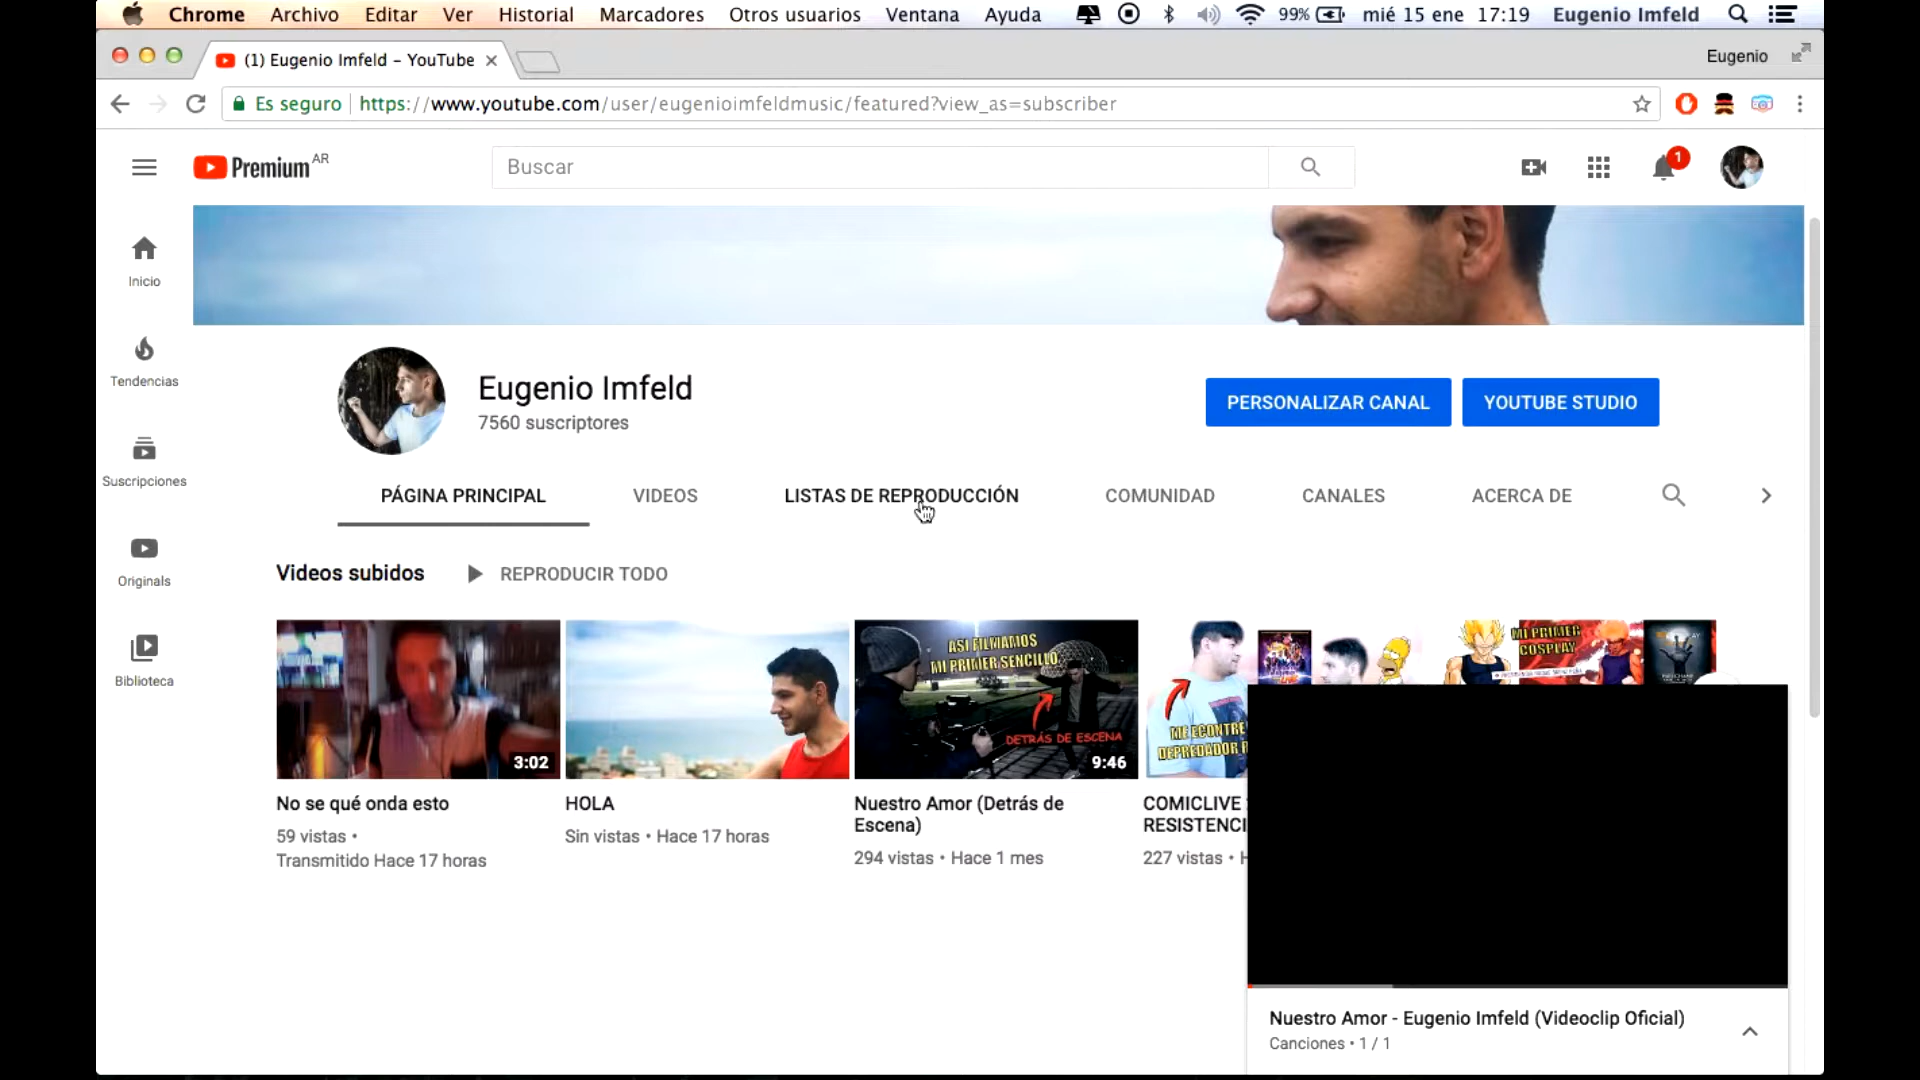 Chrome Archivo Editar Ver Historial Marcadores Otros usuarios Ventana Ayuda 99% mié 15 ene 17:19 Eugenio Imfeld
(1) Eugenio Imfeld - YouTube Eugenio
Es seguro https://www.youtube.com/user/eugenioimfeldmusic/featured?view_as=subscriber
Premium AR Buscar 1
Inicio
Tendencias
Suscripciones
Originals
Biblioteca
Eugenio Imfeld
7560 suscriptores
PERSONALIZAR CANAL YOUTUBE STUDIO
PÁGINA PRINCIPAL VIDEOS LISTAS DE REPRODUCCIÓN COMUNIDAD CANALES ACERCA DE
Videos subidos REPRODUCIR TODO
3:02
ASI FILMAMOS
MI PRIMER SENCILLO
DETRÁS DE ESCENA
9:46
ME ECONTRE
DEPREDADOR
MI PRIMER
COSPLAY
No se qué onda esto
59 vistas •
Transmitido Hace 17 horas
HOLA
Sin vistas • Hace 17 horas
Nuestro Amor (Detrás de
Escena)
294 vistas • Hace 1 mes
COMICLIVE
RESISTENCI
227 vistas •
Nuestro Amor - Eugenio Imfeld (Videoclip Oficial)
Canciones • 1 / 1